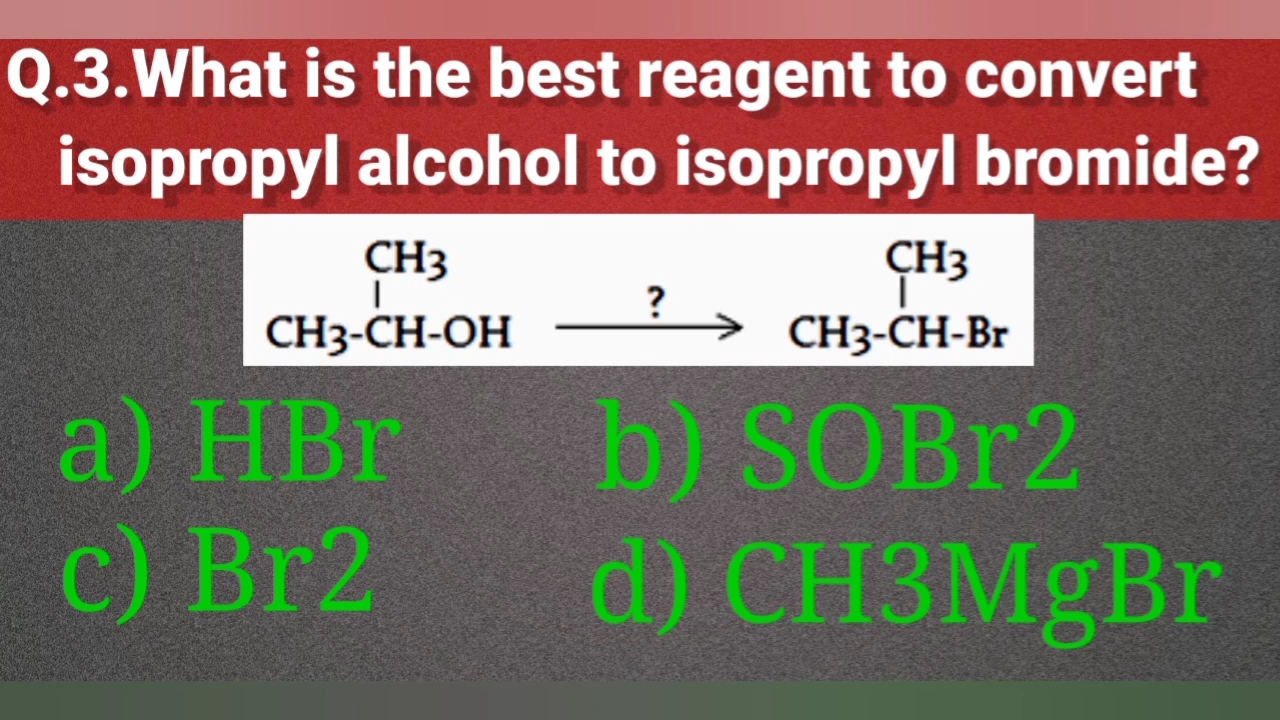 Q.3.What is the best reagent to convert
isopropyl alcohol to isopropyl bromide?
CH3 CH3
| ? |
CH3-CH-OH CH3-CH-Br
a) HBr b) SOBr2
c) Br2 d) CH3MgBr